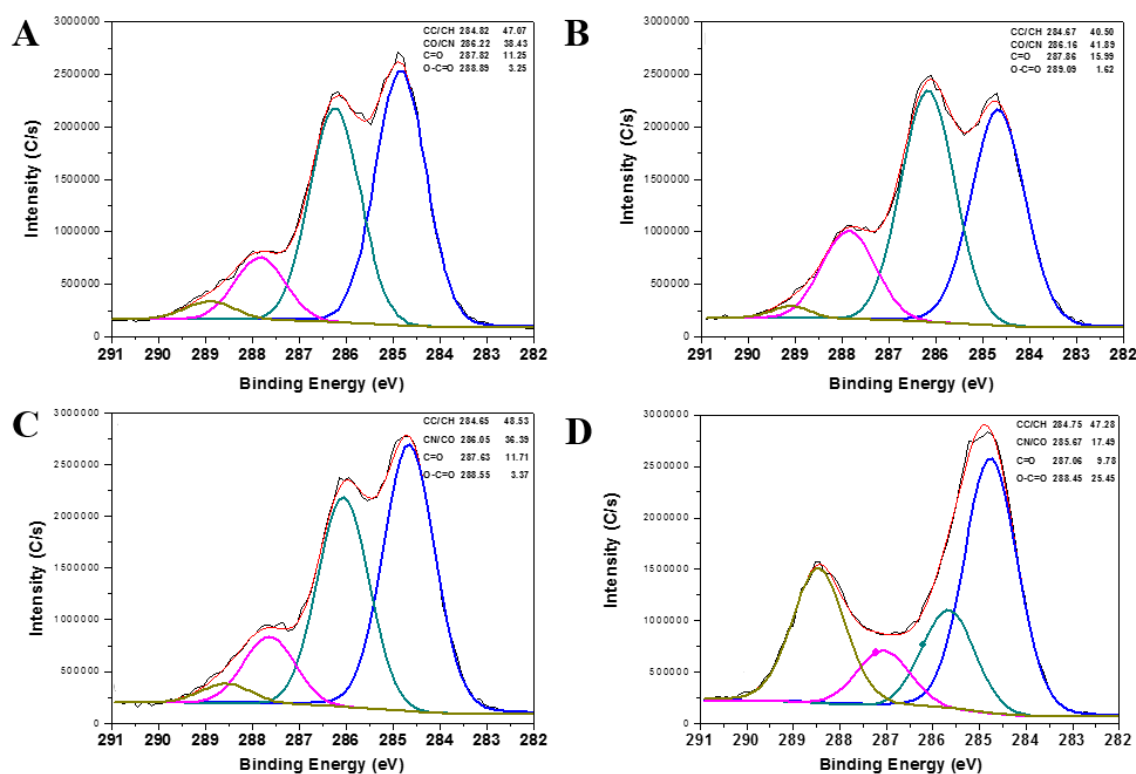 A
CC/CH 284.82 47.07
CO/CN 286.22 38.43
C=O 287.82 11.25
O-C=O 288.89 3.25
3000000
2500000
2000000
1500000
1000000
500000
0
Intensity (C/s)
291 290 289 288 287 286 285 284 283 282
Binding Energy (eV)
B
CC/CH 284.67 40.50
CO/CN 286.16 41.89
C=O 287.86 15.99
O-C=O 289.09 1.62
3000000
2500000
2000000
1500000
1000000
500000
0
Intensity (C/s)
291 290 289 288 287 286 285 284 283 282
Binding Energy (eV)
C
CC/CH 284.65 48.53
CN/CO 286.05 36.39
C=O 287.63 11.71
O-C=O 288.55 3.37
3000000
2500000
2000000
1500000
1000000
500000
0
Intensity (C/s)
291 290 289 288 287 286 285 284 283 282
Binding Energy (eV)
D
CC/CH 284.75 47.28
CN/CO 285.67 17.49
C=O 287.06 9.78
O-C=O 288.45 25.45
3000000
2500000
2000000
1500000
1000000
500000
0
Intensity (C/s)
291 290 289 288 287 286 285 284 283 282
Binding Energy (eV)